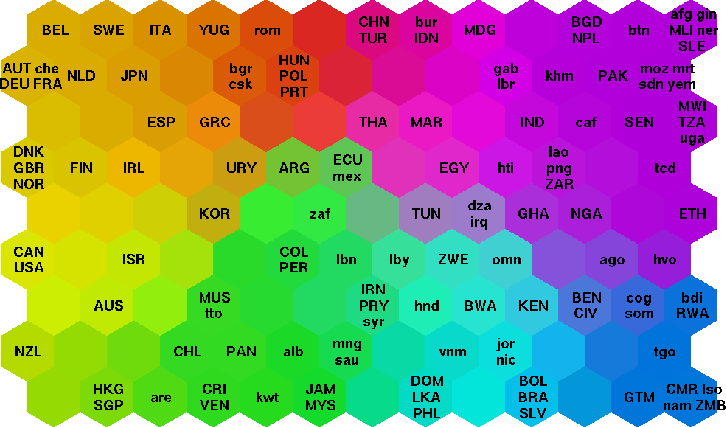 BEL SWE ITA YUG rom CHN bur MDG BGD btn afg gin
TUR IDN NPL MLI ner
SLE
AUT che NLD JPN bgr HUN gab khm PAK moz mrt
DEU FRA csk POL lbr sdn yem
PRT
ESP GRC THA MAR IND caf SEN MWI
TZA
uga
DNK FIN IRL URY ARG ECU EGY hti lao tcd
GBR mex png
NOR ZAR
KOR zaf TUN dza GHA NGA ETH
irq
CAN ISR COL lbn lby ZWE omn ago hvo
USA PER
AUS MUS IRN hnd BWA KEN BEN cog bdi
tto PRY CIV som RWA
syr
NZL CHL PAN alb mng vnm jor tgo
sau nic
HKG are CRI kwt JAM DOM BOL GTM CMR lso
SGP VEN MYS LKA BRA nam ZMB
PHL SLV